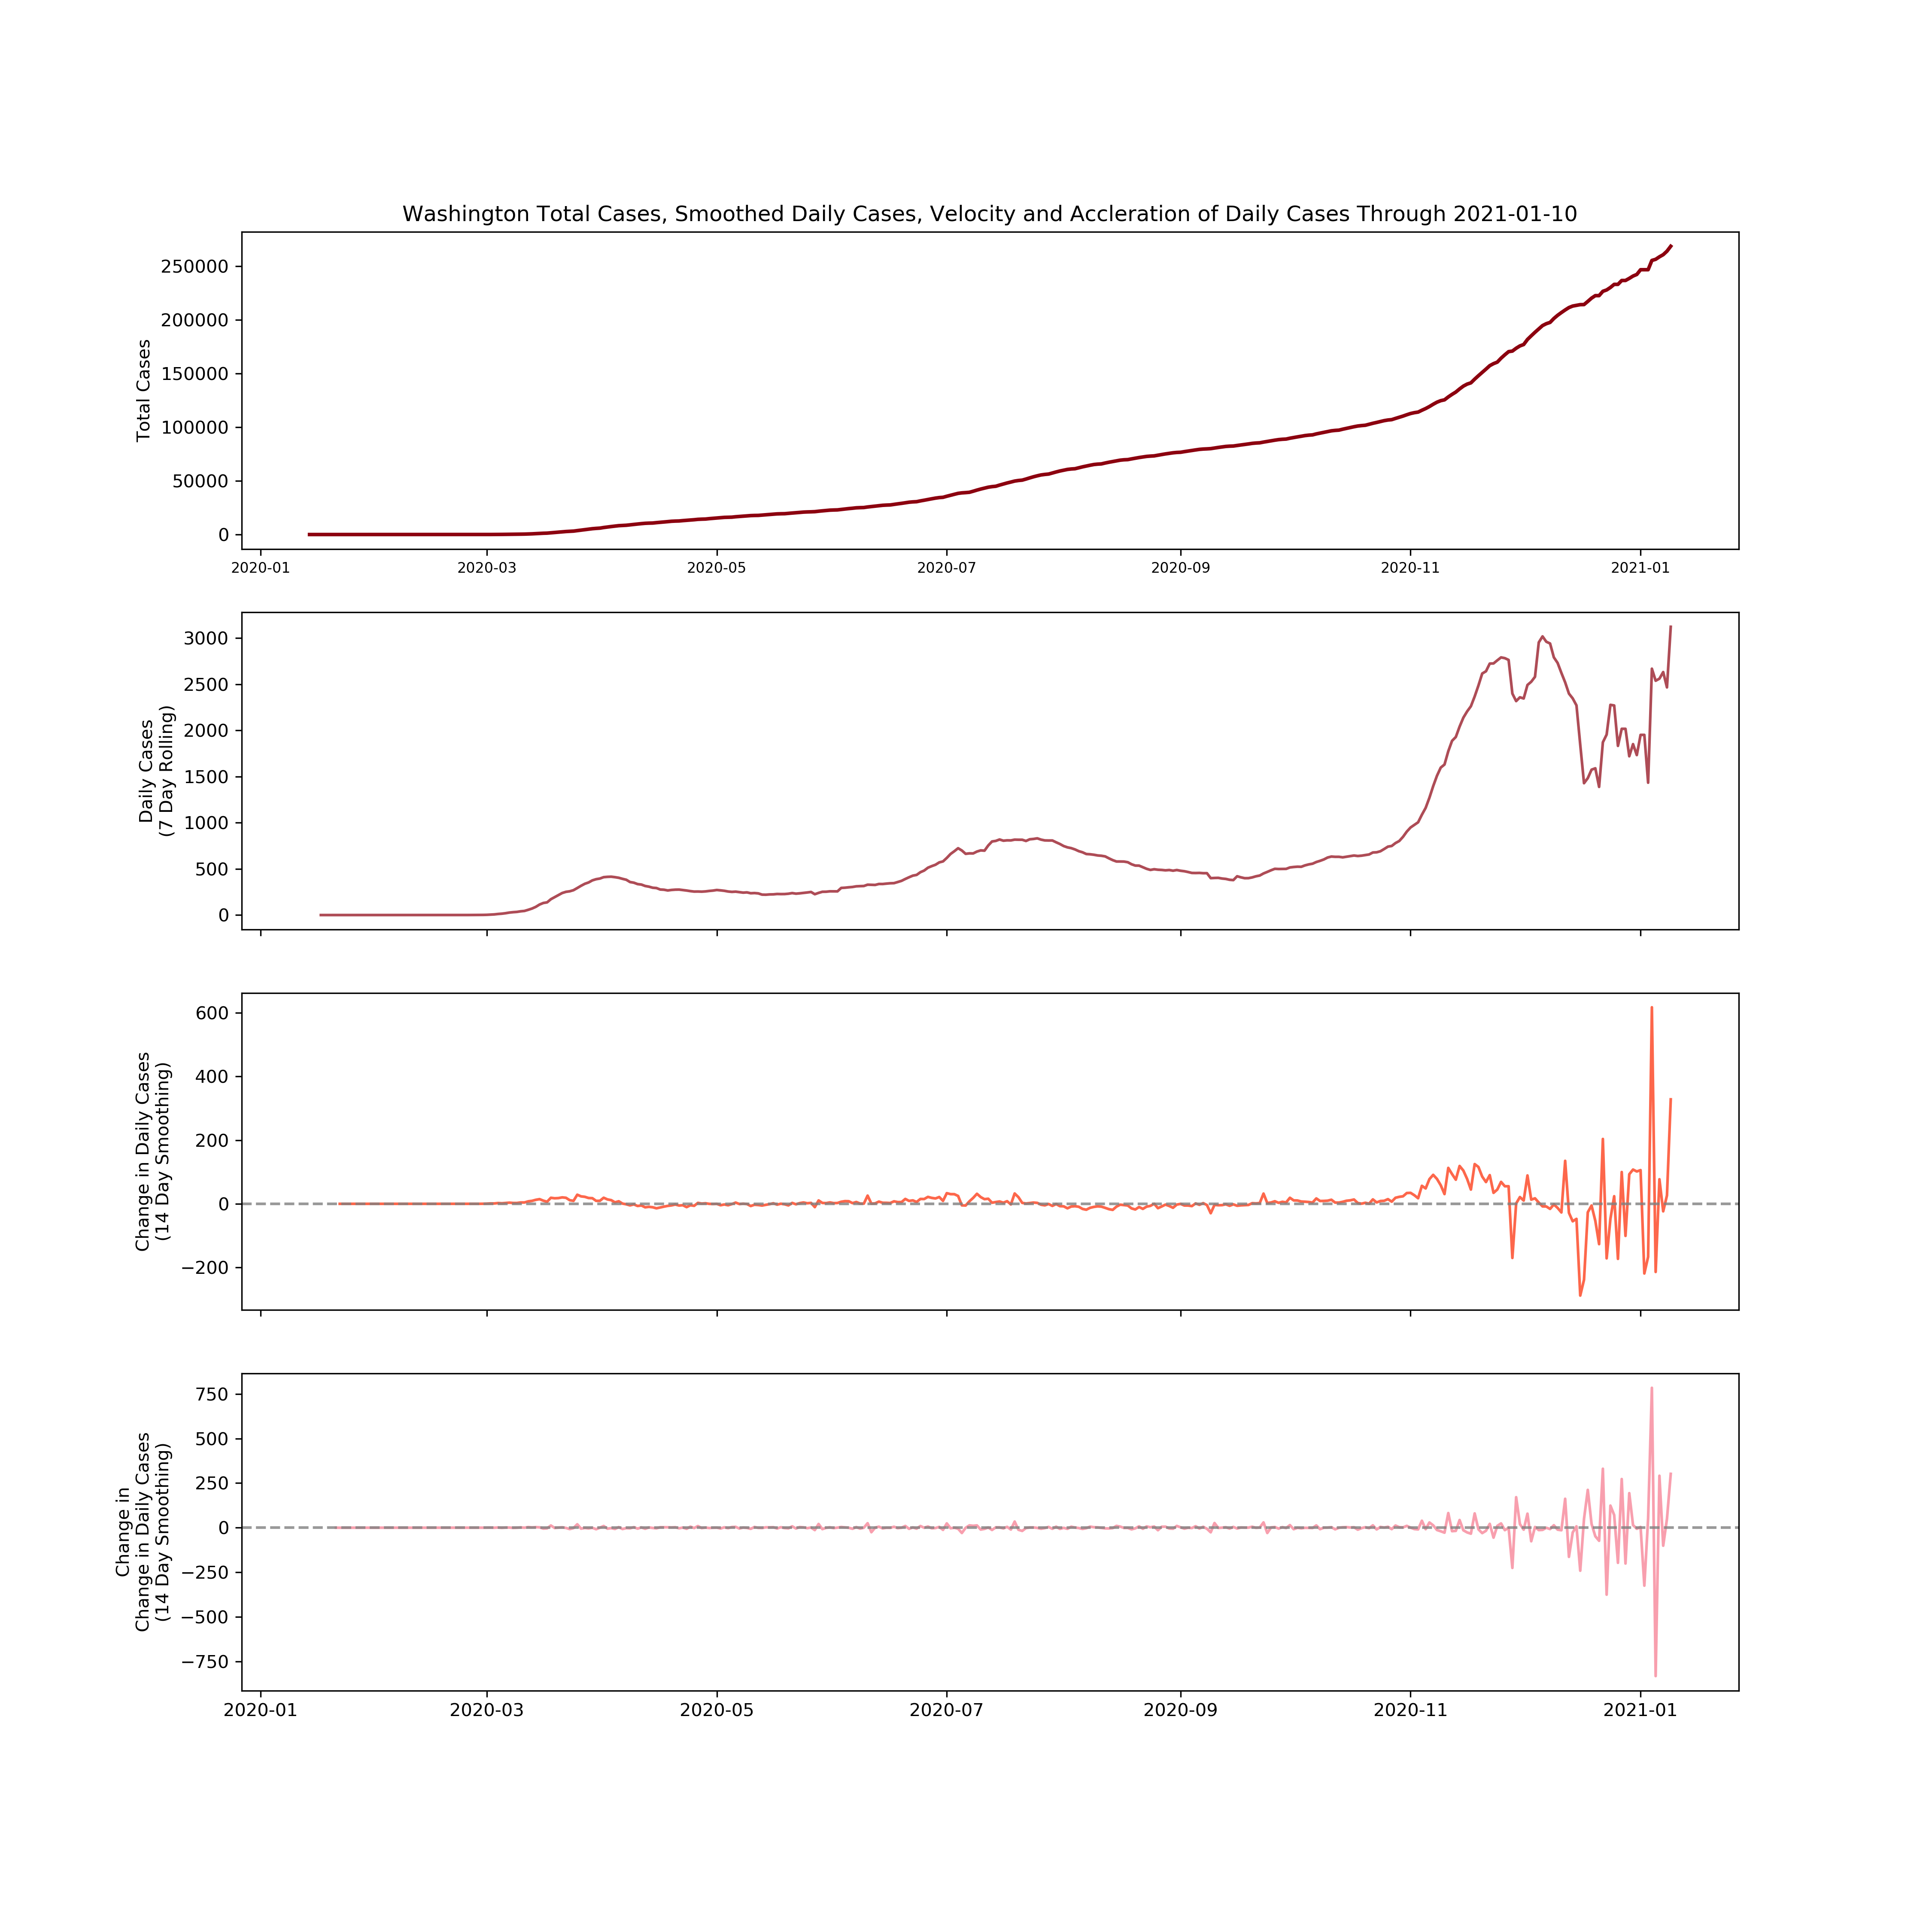 Washington Total Cases, Smoothed Daily Cases, Velocity and Accleration of Daily Cases Through 2021-01-10
Total Cases
250000
200000
150000
100000
50000
0
2020-01 2020-03 2020-05 2020-07 2020-09 2020-11 2021-01
Daily Cases
(7 Day Rolling)
3000
2500
2000
1500
1000
500
0
Change in Daily Cases
(14 Day Smoothing)
600
400
200
0
−200
Change in
Change in Daily Cases
(14 Day Smoothing)
750
500
250
0
−250
−500
−750
2020-01 2020-03 2020-05 2020-07 2020-09 2020-11 2021-01